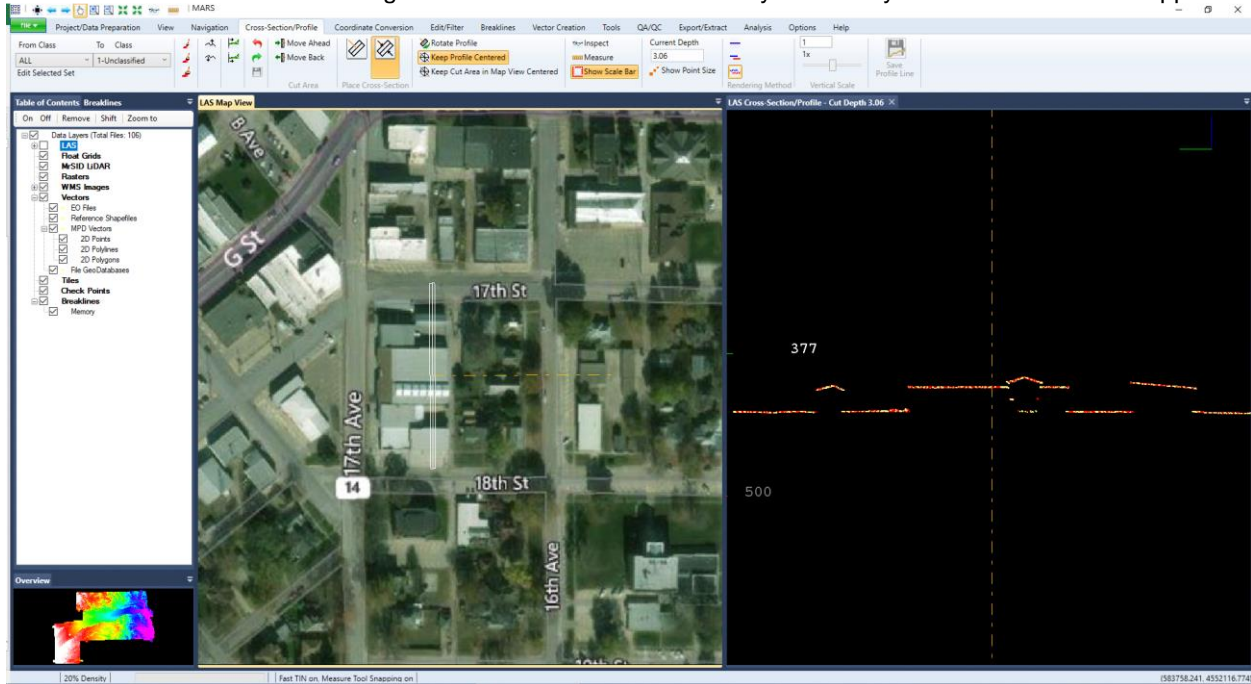 MARS
File
Project/Data Preparation View Navigation Cross-Section/Profile Coordinate Conversion Edit/Filter Breaklines Vector Creation Tools QA/QC Export/Extract Analysis Options Help
From Class To Class
ALL 1-Unclassified
Edit Selected Set
Move Ahead
Move Back
Cut Area
Place Cross-Section
Rotate Profile
Keep Profile Centered
Keep Cut Area in Map View Centered
Inspect
Measure
Show Scale Bar
Current Depth
3.06
Show Point Size
Rendering Method
1
1x
Vertical Scale
Save
Profile Line
Table of Contents Breaklines
On Off Remove Shift Zoom to
Data Layers (Total Files: 106)
LAS
Float Grids
MrSID LiDAR
Rasters
WMS Images
Vectors
EO Files
Reference Shapefiles
MPD Vectors
2D Points
2D Polylines
2D Polygons
File GeoDatabases
Tiles
Check Points
Breaklines
Memory
Overview
LAS Map View
B Ave
G St
17th St
17th Ave
14
18th St
16th Ave
LAS Cross-Section/Profile - Cut Depth 3.06
377
500
20% Density
Fast TIN on, Measure Tool Snapping on
(583758.241, 4552116.774)